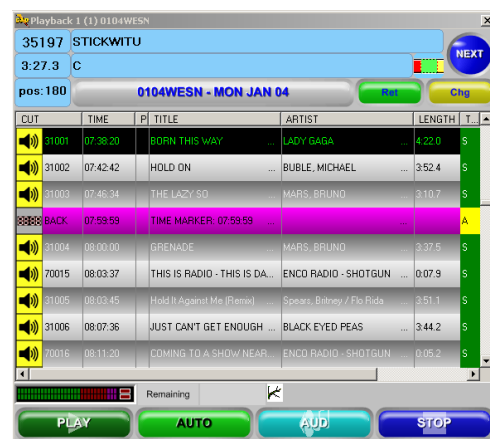 Playback 1 (1) 0104WESN
35197 STICKWITU
NEXT
3:27.3 C
pos:180 0104WESN - MON JAN 04 Ret Chg
CUT TIME P TITLE ARTIST LENGTH T...
31001 07:38:20 BORN THIS WAY ... LADY GAGA ... 4:22.0 S
31002 07:42:42 HOLD ON ... BUBLE, MICHAEL ... 3:52.4 S
31003 07:46:34 THE LAZY SO ... MARS, BRUNO ... 3:10.7 S
BACK 07:59:59 TIME MARKER 07:59:59 ... ... A
31004 08:00:00 GRENADE ... MARS, BRUNO ... 3:37.5 S
70015 08:03:37 THIS IS RADIO - THIS IS DA... ENCO RADIO - SHOTGUN ... 0:07.9 S
31005 08:03:45 Hold It Against Me (Remix) ... Spears, Britney / Flo Rida ... 3:51.1 S
31006 08:07:36 JUST CAN'T GET ENOUGH ... BLACK EYED PEAS ... 3:44.2 S
70016 08:11:20 COMING TO A SHOW NEAR... ENCO RADIO - SHOTGUN ... 0:05.2 S
Remaining
PLAY AUTO AUD STOP